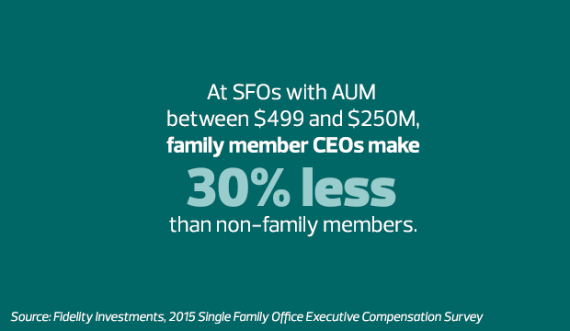 At SFOs with AUM
between $499 and $250M,
family member CEOs make
30% less
than non-family members.
Source: Fidelity Investments, 2015 Single Family Office Executive Compensation Survey